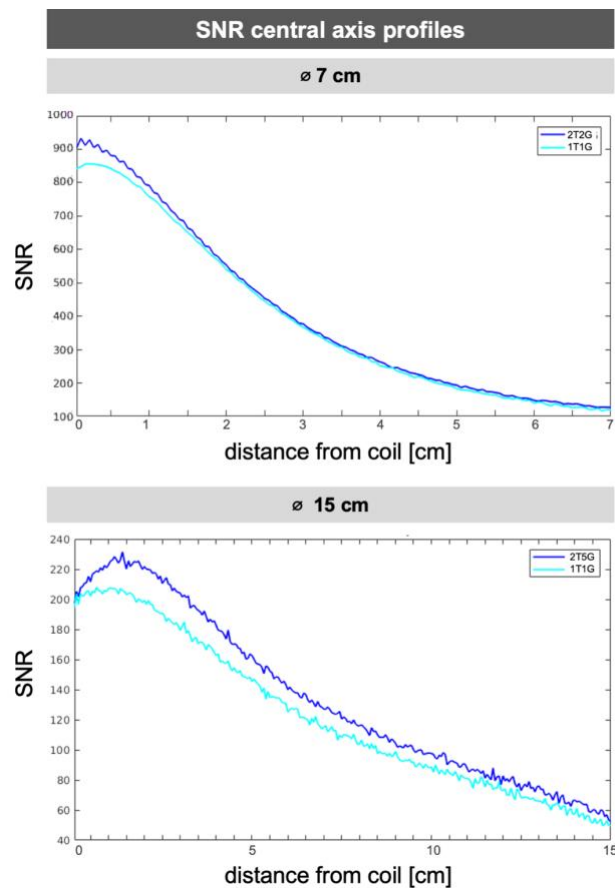 SNR central axis profiles
⌀ 7 cm
1000
900
800
700
600
500
400
300
200
100
SNR
2T2G
1T1G
0 1 2 3 4 5 6 7
distance from coil [cm]
⌀ 15 cm
240
220
200
180
160
140
120
100
80
60
40
SNR
2T5G
1T1G
0 5 10 15
distance from coil [cm]